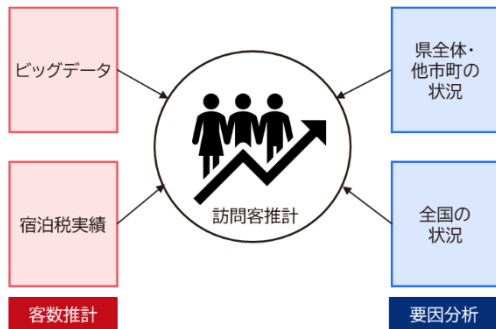 ビッグデータ
宿泊税実績
客数推計
訪問客推計
県全体・
他市町の
状況
全国の
状況
要因分析